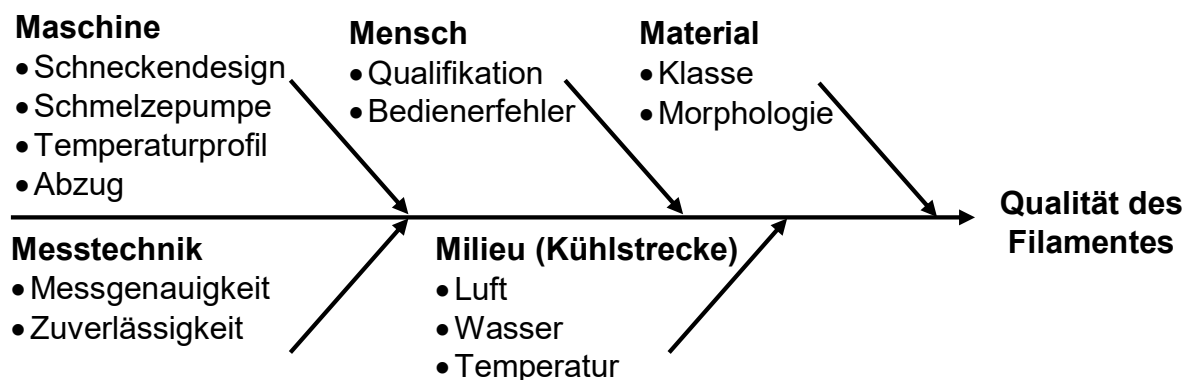 Maschine
• Schneckendesign
• Schmelzepumpe
• Temperaturprofil
• Abzug
Mensch
• Qualifikation
• Bedienerfehler
Material
• Klasse
• Morphologie
Qualität des
Filamentes
Messtechnik
• Messgenauigkeit
• Zuverlässigkeit
Milieu (Kühlstrecke)
• Luft
• Wasser
• Temperatur